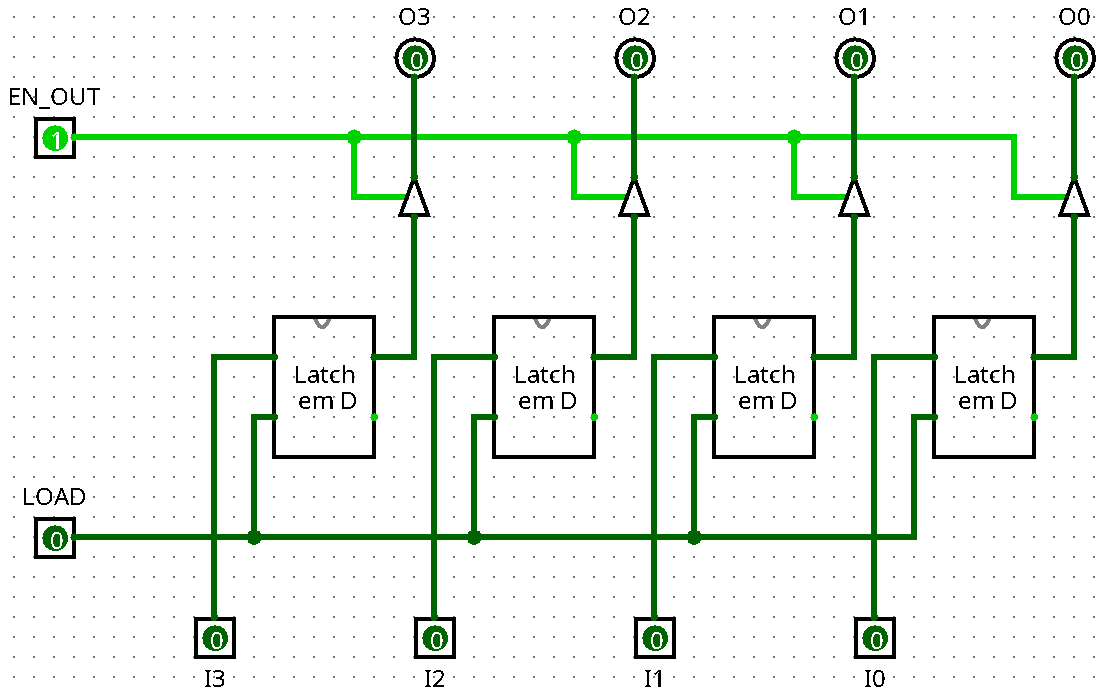 O3 O2 O1 O0
0 0 0 0
EN_OUT
1
Latch em D
Latch em D
Latch em D
Latch em D
LOAD
0
0 0 0 0
I3 I2 I1 I0